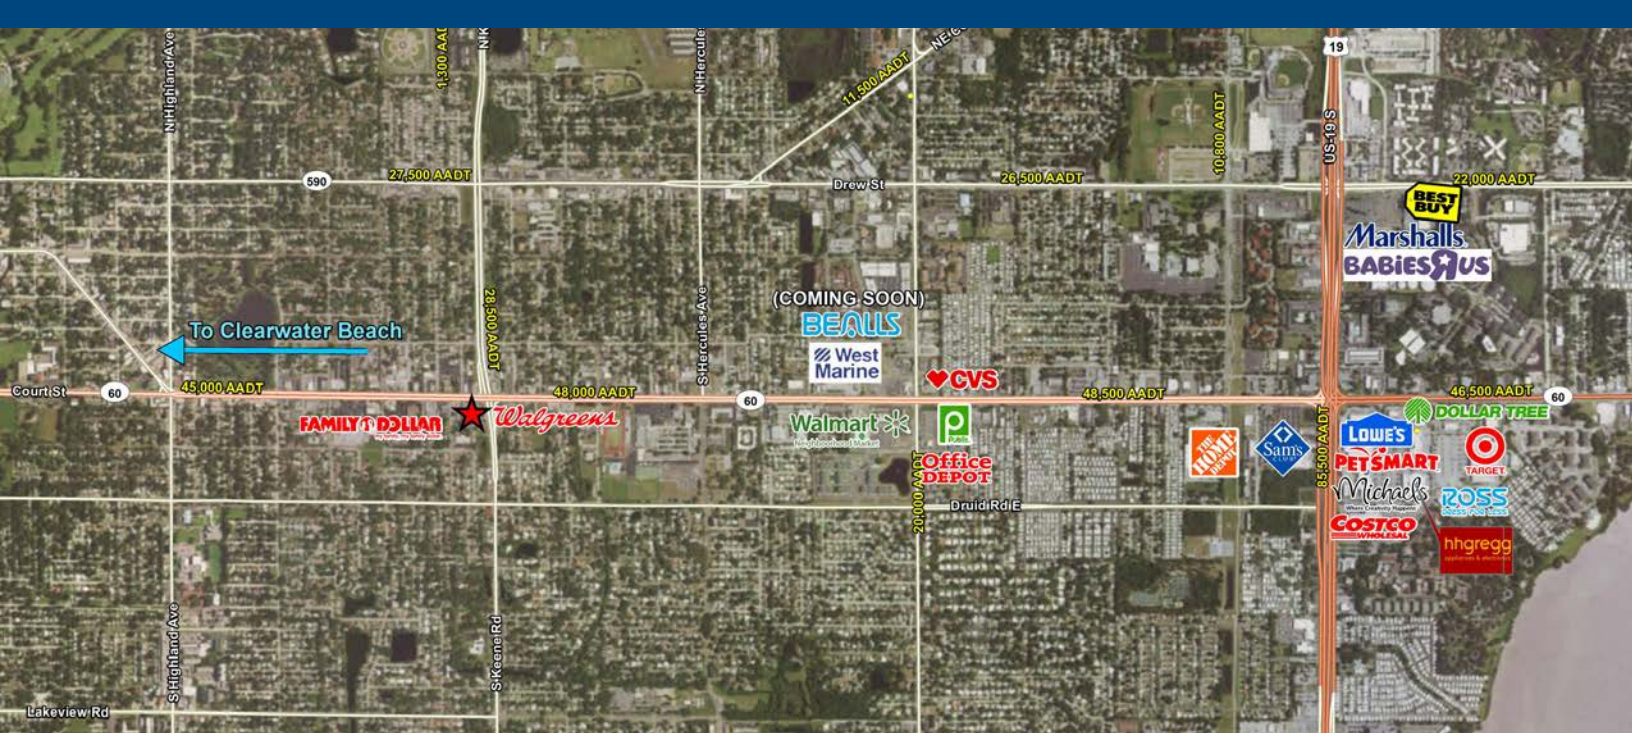 19
N Highland Ave
1,300 AADT
N Hercules
11,500 AADT
10,800 AADT
US-19 S
590
27,500 AADT
Drew St
26,500 AADT
22,000 AADT
BEST
BUY
Marshalls.
BABIES R US
(COMING SOON)
BEALLS
28,500 AADT
S Hercules Ave
To Clearwater Beach
West
Marine
CVS
Court St
60
45,000 AADT
48,000 AADT
60
48,500 AADT
46,500 AADT
60
FAMILY DOLLAR
Walgreens
Walmart
Neighborhood Market
Publix
DOLLAR TREE
LOWE'S
THE
HOME
DEPOT
Sam's
CLUB
85,500 AADT
PETSMART
TARGET
Office
DEPOT
20,000 AADT
Michaels
Where Creativity Happens
ROSS
DRESS FOR LESS
Druid Rd E
COSTCO
WHOLESALE
hhgregg
appliances & electronics
S Highland Ave
S Keene Rd
Lakeview Rd